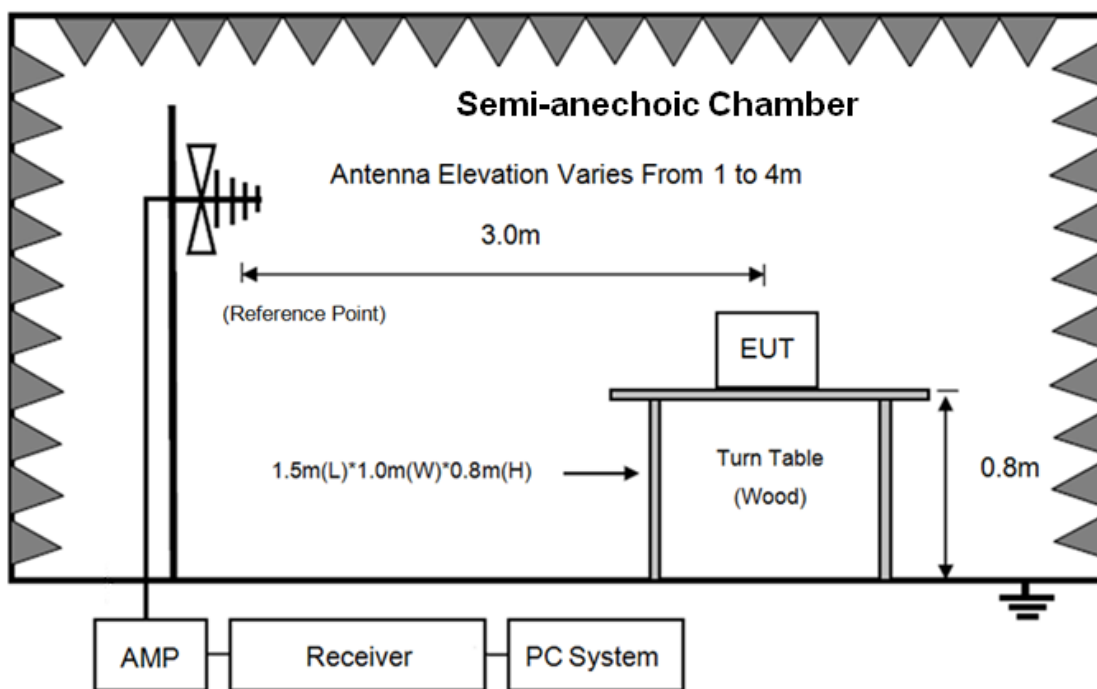 Semi-anechoic Chamber
Antenna Elevation Varies From 1 to 4m
3.0m
(Reference Point)
EUT
1.5m(L)*1.0m(W)*0.8m(H)
Turn Table
(Wood)
0.8m
AMP
Receiver
PC System